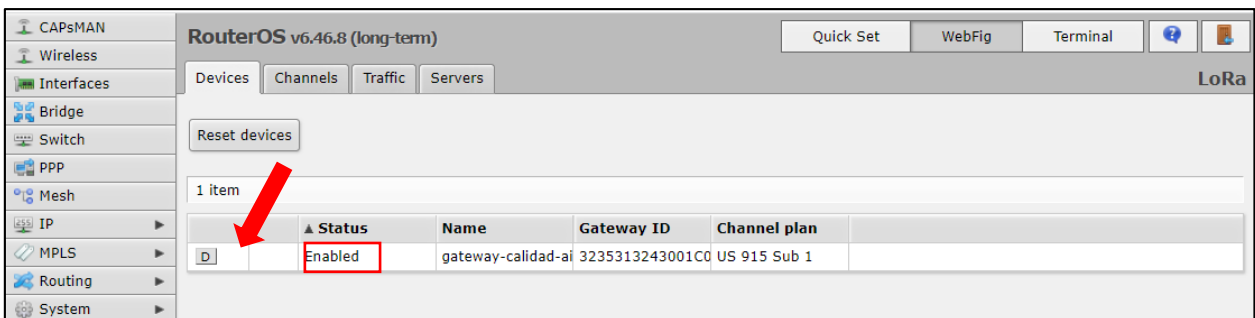 CAPsMAN
Wireless
Interfaces
Bridge
Switch
PPP
Mesh
IP
MPLS
Routing
System
RouterOS v6.46.8 (long-term)
Quick Set
WebFig
Terminal
Devices
Channels
Traffic
Servers
LoRa
Reset devices
1 item
▲ Status Name Gateway ID Channel plan
D Enabled gateway-calidad-ai 3235313243001C0 US 915 Sub 1